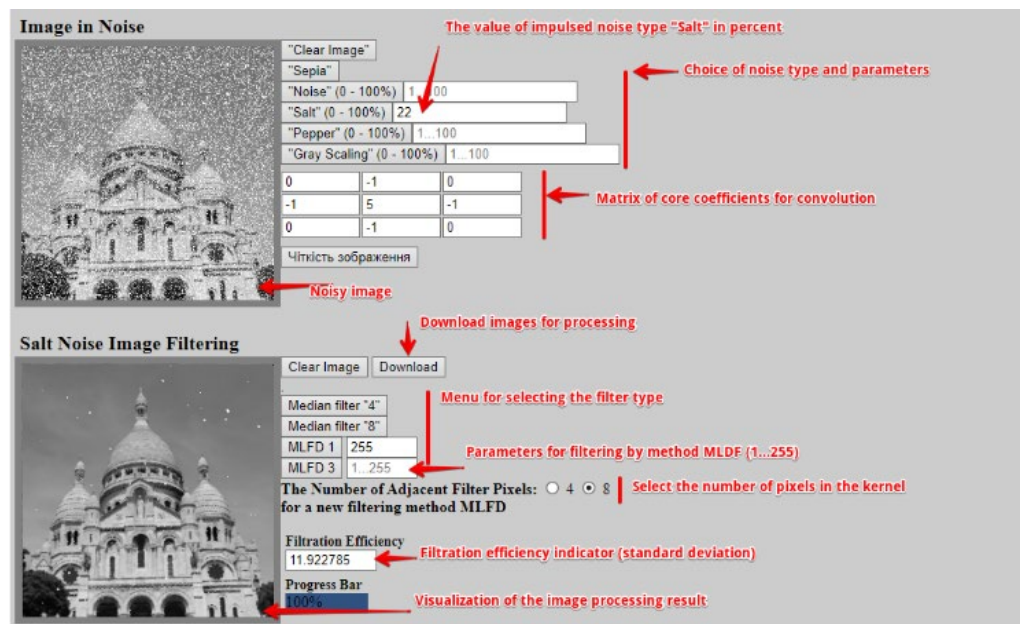 Image in Noise
The value of impulsed noise type "Salt" in percent
"Clear Image"
"Sepia"
Choice of noise type and parameters
"Noise" (0 - 100%) 1...100
"Salt" (0 - 100%) 22
"Pepper" (0 - 100%) 1...100
"Gray Scaling" (0 - 100%) 1...100
0 -1 0
-1 5 -1
Matrix of core coefficients for convolution
0 -1 0
Чіткість зображення
Noisy image
Download images for processing
Salt Noise Image Filtering
Clear Image Download
Menu for selecting the filter type
Median filter "4"
Median filter "8"
MLFD 1 255
Parameters for filtering by method MLDF (1...255)
MLFD 3 1...255
The Number of Adjacent Filter Pixels: 4 8
Select the number of pixels in the kernel
for a new filtering method MLFD
Filtration Efficiency
11.922785
Filtration efficiency indicator (standard deviation)
Progress Bar
100%
Visualization of the image processing result